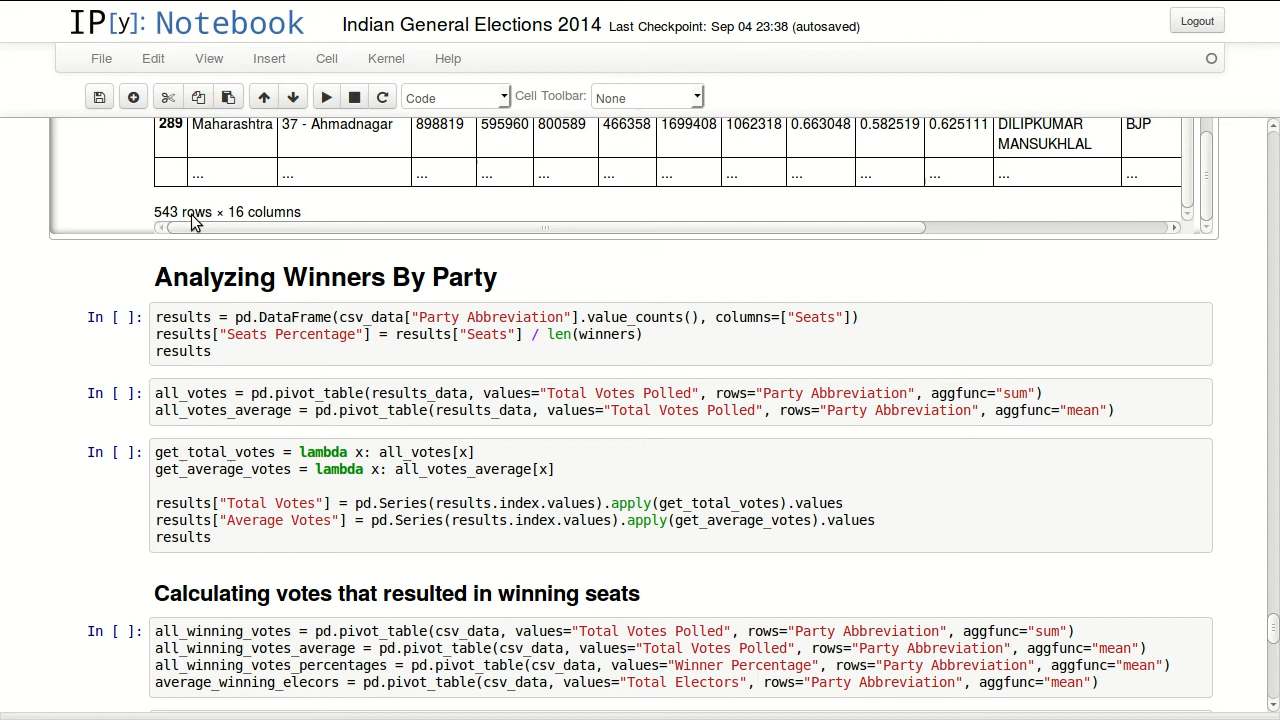 IP[y]: Notebook Indian General Elections 2014 Last Checkpoint: Sep 04 23:38 (autosaved) Logout
File Edit View Insert Cell Kernel Help
Code Cell Toolbar: None
289 Maharashtra 37 - Ahmadnagar 898819 595960 800589 466358 1699408 1062318 0.663048 0.582519 0.625111 DILIPKUMAR BJP
MANSUKHLAL
... ... ... ... ... ... ... ... ... ... ... ... ...
543 rows × 16 columns
Analyzing Winners By Party
In [ ]: results = pd.DataFrame(csv_data["Party Abbreviation"].value_counts(), columns=["Seats"])
results["Seats Percentage"] = results["Seats"] / len(winners)
results
In [ ]: all_votes = pd.pivot_table(results_data, values="Total Votes Polled", rows="Party Abbreviation", aggfunc="sum")
all_votes_average = pd.pivot_table(results_data, values="Total Votes Polled", rows="Party Abbreviation", aggfunc="mean")
In [ ]: get_total_votes = lambda x: all_votes[x]
get_average_votes = lambda x: all_votes_average[x]
results["Total Votes"] = pd.Series(results.index.values).apply(get_total_votes).values
results["Average Votes"] = pd.Series(results.index.values).apply(get_average_votes).values
results
Calculating votes that resulted in winning seats
In [ ]: all_winning_votes = pd.pivot_table(csv_data, values="Total Votes Polled", rows="Party Abbreviation", aggfunc="sum")
all_winning_votes_average = pd.pivot_table(csv_data, values="Total Votes Polled", rows="Party Abbreviation", aggfunc="mean")
all_winning_votes_percentages = pd.pivot_table(csv_data, values="Winner Percentage", rows="Party Abbreviation", aggfunc="mean")
average_winning_elecors = pd.pivot_table(csv_data, values="Total Electors", rows="Party Abbreviation", aggfunc="mean")